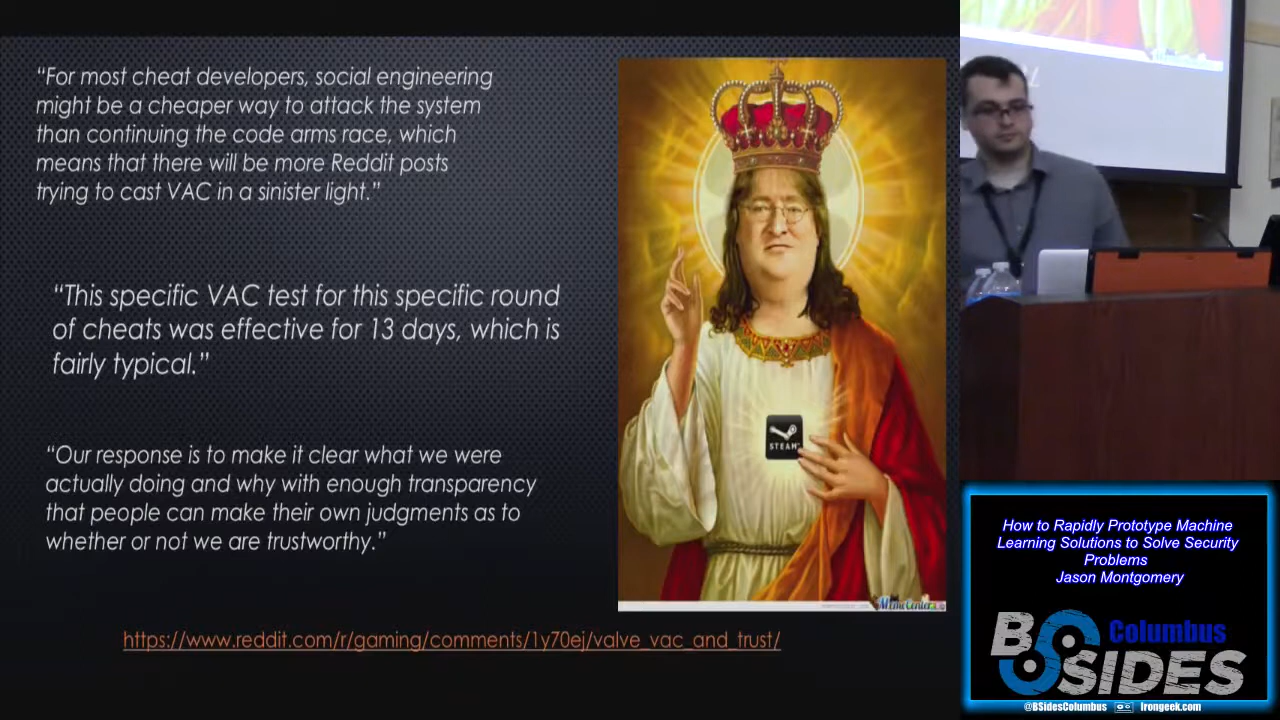 “For most cheat developers, social engineering
might be a cheaper way to attack the system
than continuing the code arms race, which
means that there will be more Reddit posts
trying to cast VAC in a sinister light.”
“This specific VAC test for this specific round
of cheats was effective for 13 days, which is
fairly typical.”
“Our response is to make it clear what we were
actually doing and why with enough transparency
that people can make their own judgments as to
whether or not we are trustworthy.”
STEAM
MemeCenter
https://www.reddit.com/r/gaming/comments/1y70ej/valve_vac_and_trust/
How to Rapidly Prototype Machine
Learning Solutions to Solve Security
Problems
Jason Montgomery
BSIDES
Columbus
@BSidesColumbus Irongeek.com